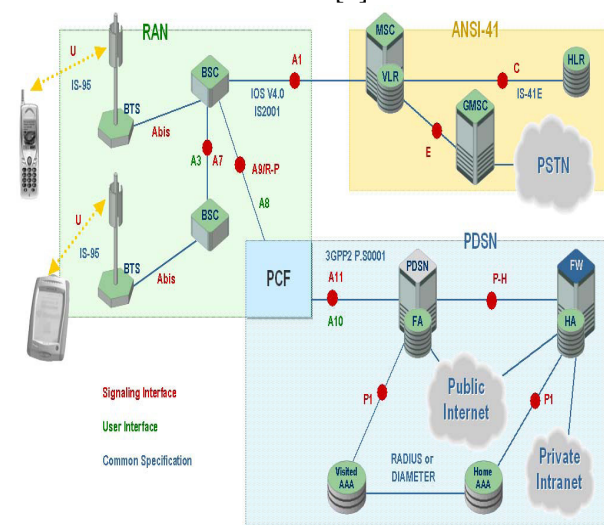 RAN
ANSI-41
MSC
VLR
HLR
BSC
A1
C
U
IS-95
IOS V4.0
IS2001
IS-41E
BTS
Abis
GMSC
E
PSTN
A3
A7
A9/R-P
A8
U
BSC
IS-95
BTS
Abis
PCF
3GPP2 P.S0001
PDSN
A11
A10
PDSN
FA
P-H
FW
HA
Public
Internet
P1
P1
Signaling Interface
User Interface
Common Specification
RADIUS or
DIAMETER
Visited
AAA
Home
AAA
Private
Intranet